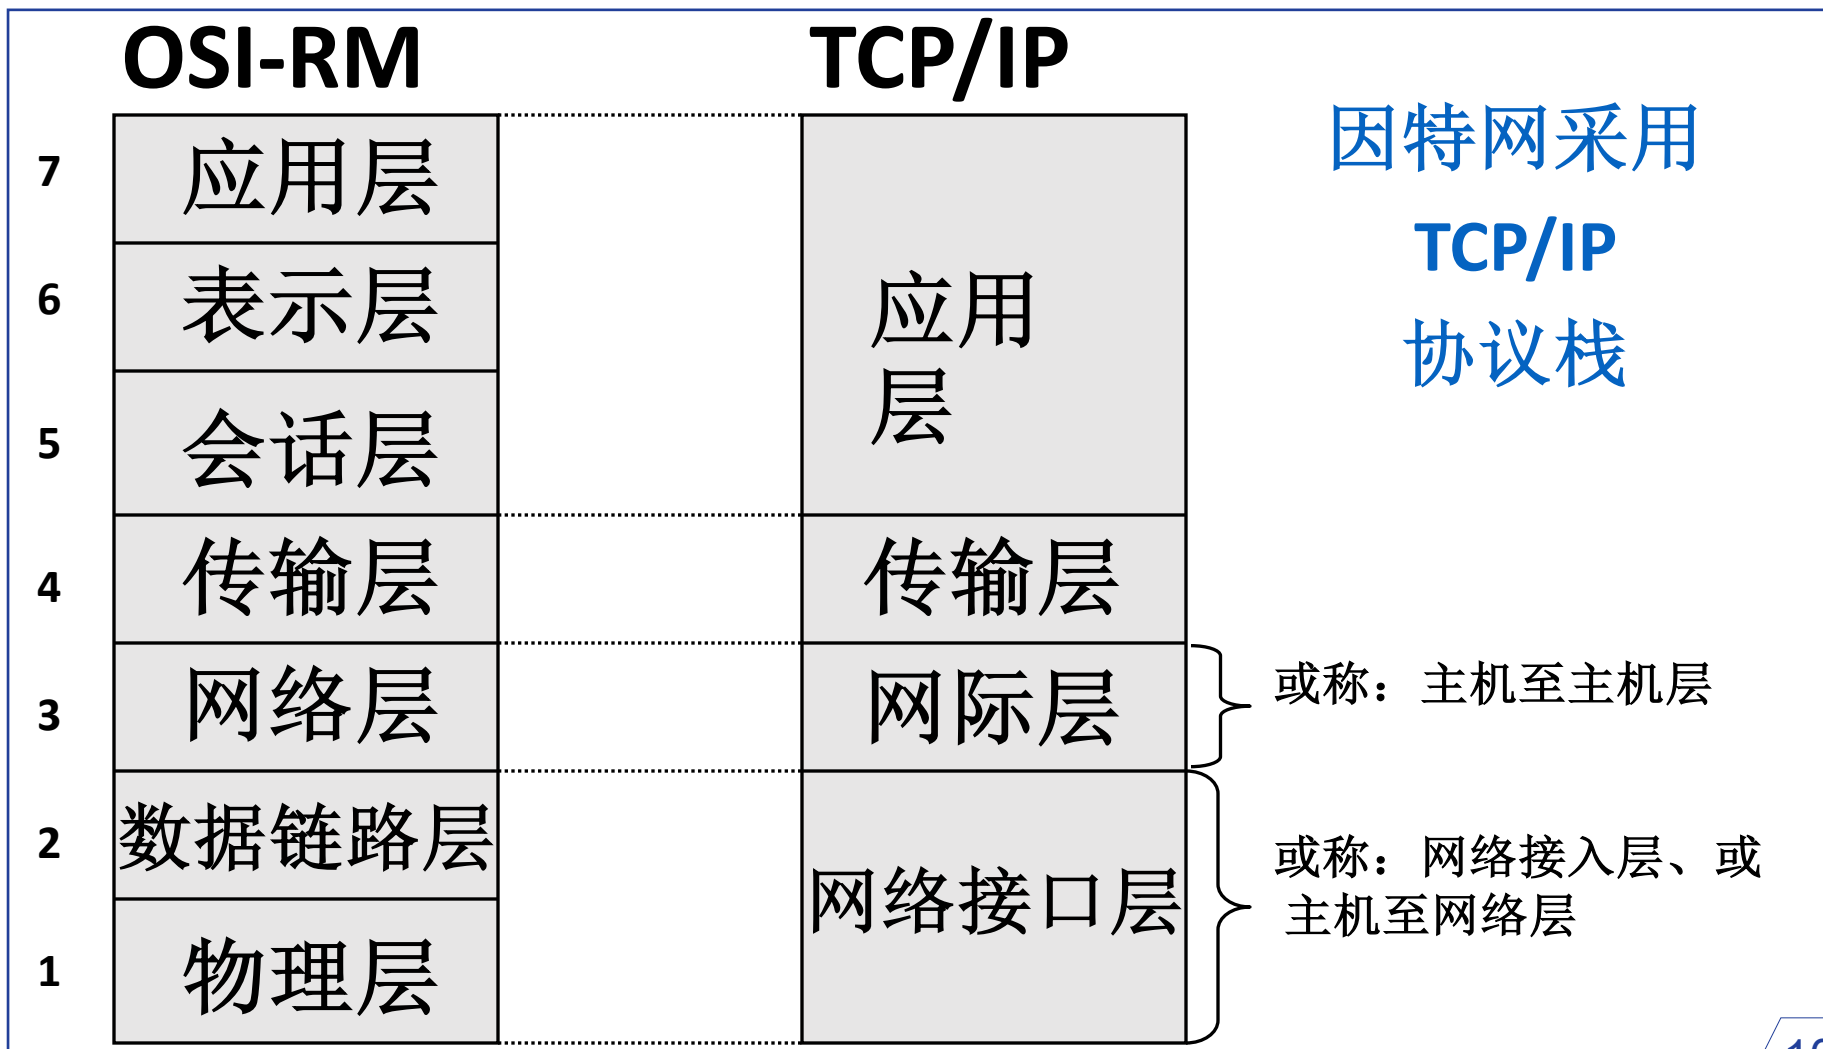 OSI-RM
TCP/IP
7
应用层
6
表示层
5
会话层
4
传输层
3
网络层
2
数据链路层
1
物理层
应用
层
传输层
网际层
网络接口层
因特网采用
TCP/IP
协议栈
或称：主机至主机层
或称：网络接入层、或
主机至网络层